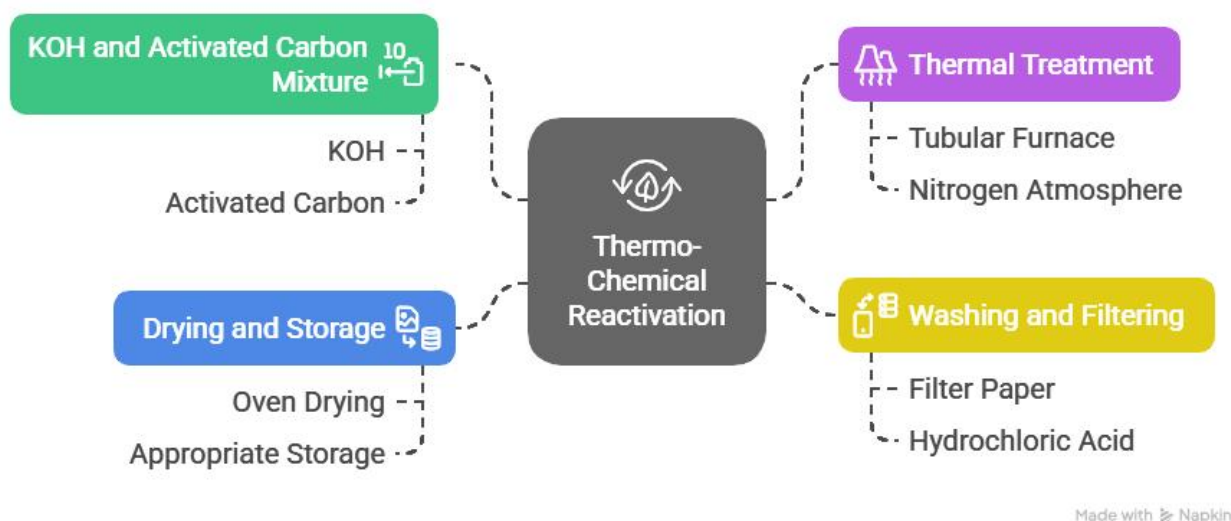 KOH and Activated Carbon
Mixture
10
KOH
Activated Carbon
Thermal Treatment
Tubular Furnace
Nitrogen Atmosphere
Thermo-
Chemical
Reactivation
Drying and Storage
Oven Drying
Appropriate Storage
Washing and Filtering
Filter Paper
Hydrochloric Acid
Made with Napkin